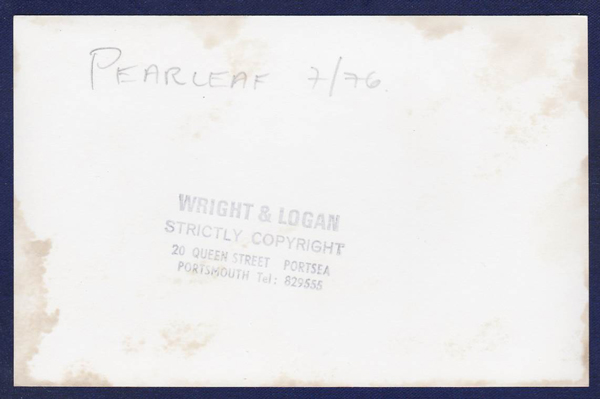 PEARLEAF 7/76
WRIGHT & LOGAN
STRICTLY COPYRIGHT
20 QUEEN STREET PORTSEA
PORTSMOUTH Tel: 829555